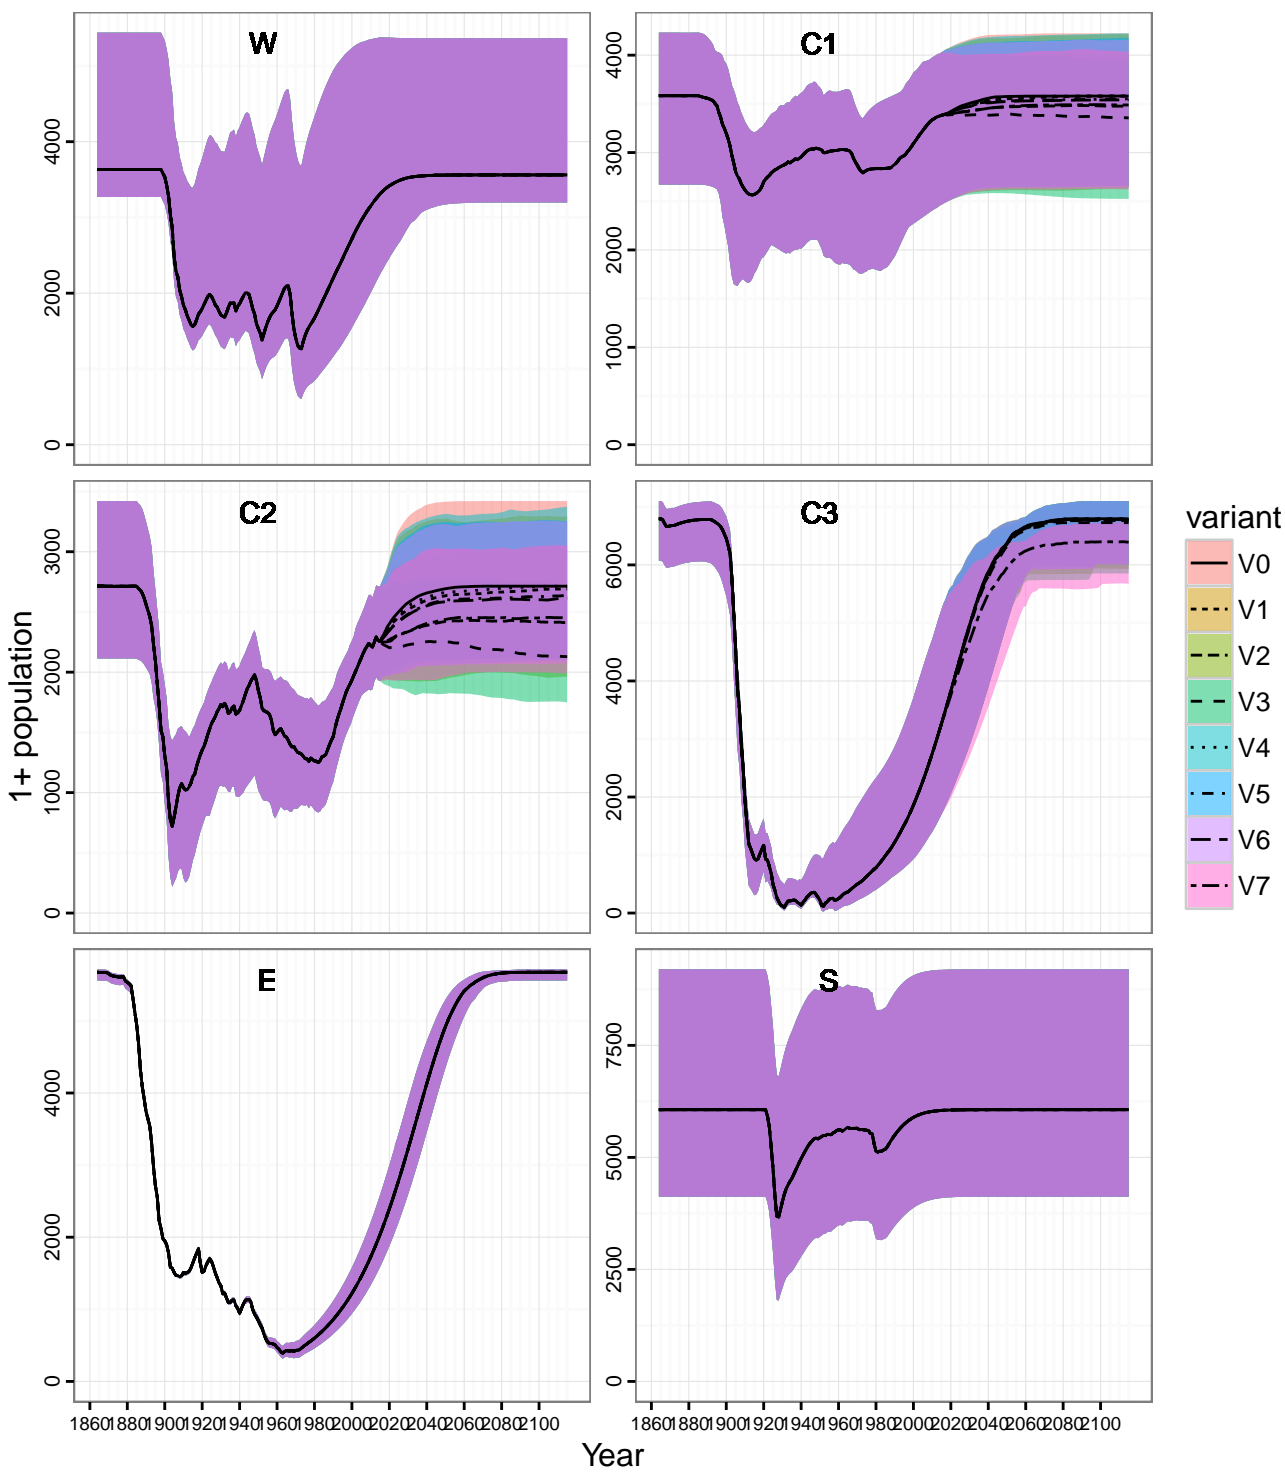 W
C1
0 2000 4000
0 1000 2000 3000 4000
C2
C3
0 1000 2000 3000
0 2000 4000 6000
1+ population
variant
V0
V1
V2
V3
V4
V5
V6
V7
E
S
0 2000 4000
0 2500 5000 7500
1860 1880 1900 1920 1940 1960 1980 2000 2020 2040 2060 2080 2100
1860 1880 1900 1920 1940 1960 1980 2000 2020 2040 2060 2080 2100
Year